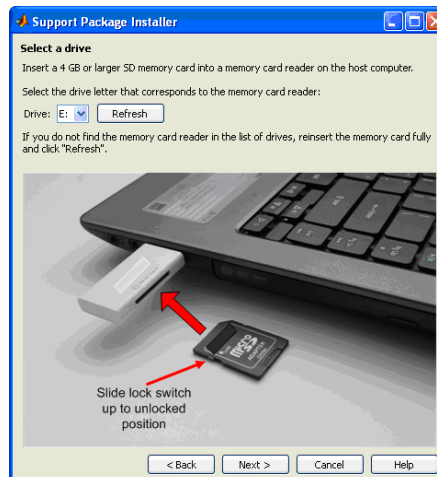 Support Package Installer
Select a drive
Insert a 4 GB or larger SD memory card into a memory card reader on the host computer.
Select the drive letter that corresponds to the memory card reader:
Drive: E: Refresh
If you do not find the memory card reader in the list of drives, reinsert the memory card fully
and click "Refresh".
micro
SD
ADAPTER
Slide lock switch
up to unlocked
position
< Back Next > Cancel Help